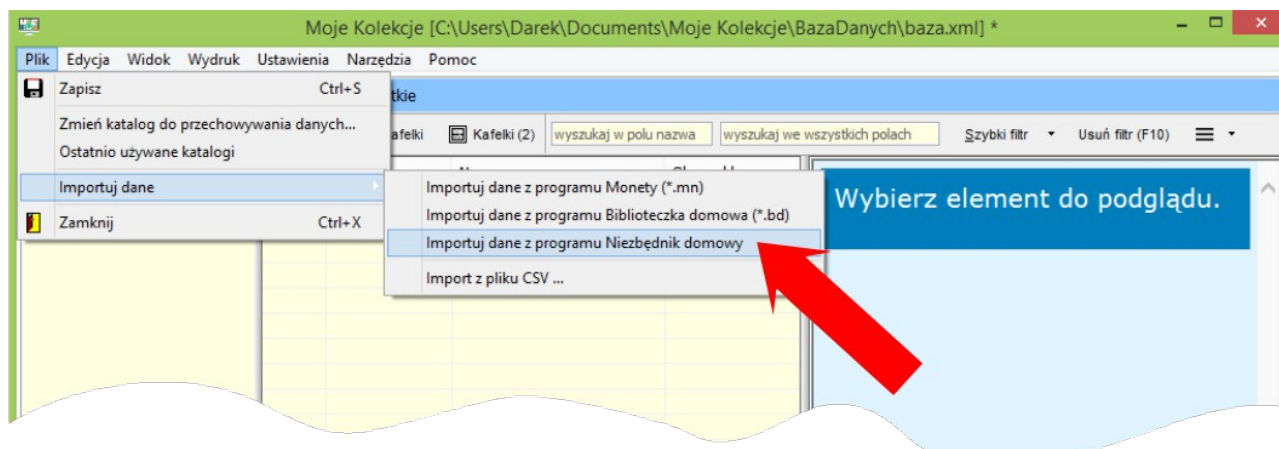 Moje Kolekcje [C:\Users\Darek\Documents\Moje Kolekcje\BazaDanych\baza.xml] *
Plik Edycja Widok Wydruk Ustawienia Narzędzia Pomoc
Zapisz Ctrl+S
tkie
Zmień katalog do przechowywania danych...
afelki Kafelki (2) wyszukaj w polu nazwa wyszukaj we wszystkich polach Szybki filtr Usuń filtr (F10)
Ostatnio używane katalogi
Importuj dane
Importuj dane z programu Monety (*.mn)
Wybierz element do podglądu.
Importuj dane z programu Biblioteczka domowa (*.bd)
Zamknij Ctrl+X
Importuj dane z programu Niezbędnik domowy
Import z pliku CSV ...